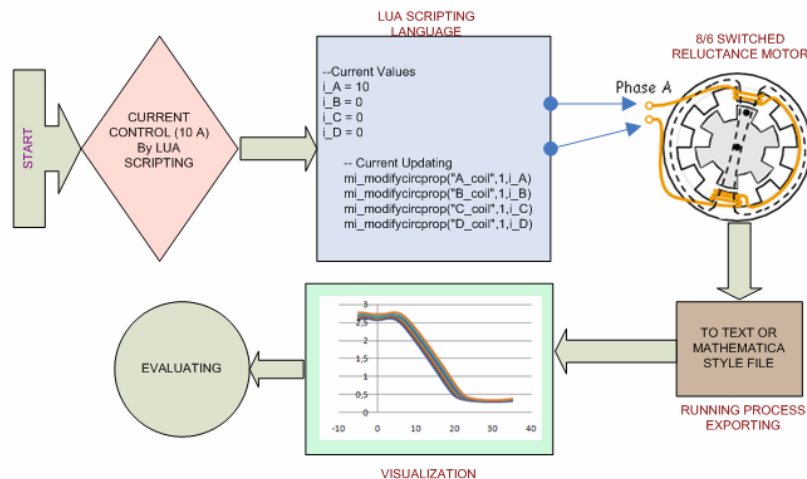 START
CURRENT
CONTROL (10 A)
By LUA
SCRIPTING
LUA SCRIPTING
LANGUAGE
--Current Values
i_A = 10
i_B = 0
i_C = 0
i_D = 0
-- Current Updating
mi_modifycircprop("A_coil",1,i_A)
mi_modifycircprop("B_coil",1,i_B)
mi_modifycircprop("C_coil",1,i_C)
mi_modifycircprop("D_coil",1,i_D)
8/6 SWITCHED
RELUCTANCE MOTOR
Phase A
TO TEXT OR
MATHEMATICA
STYLE FILE
RUNNING PROCESS
EXPORTING
3
2,5
2
1,5
1
0,5
0
-10 0 10 20 30 40
VISUALIZATION
EVALUATING